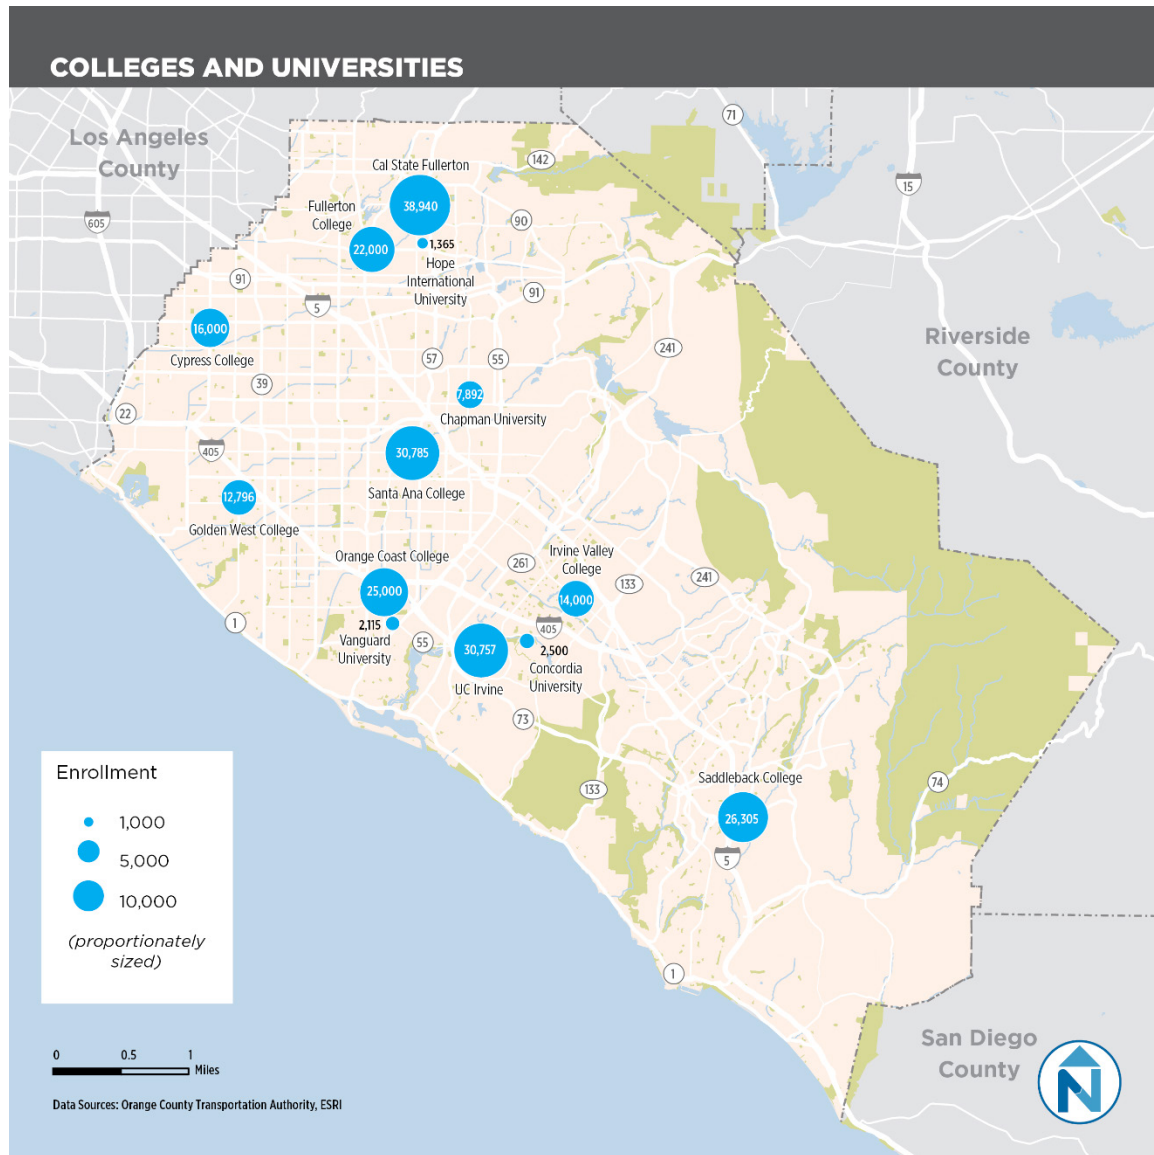 COLLEGES AND UNIVERSITIES
Los Angeles
County
71
142
15
605
Cal State Fullerton
38,940
Fullerton
College
22,000
90
1,365
Hope
International
University
91
5
91
16,000
Cypress College
57
55
241
Riverside
County
39
7,892
Chapman University
22
405
30,785
Santa Ana College
12,796
Golden West College
Orange Coast College
25,000
261
Irvine Valley
College
14,000
133
241
1
2,115
Vanguard
University
55
405
30,757
UC Irvine
2,500
Concordia
University
73
133
Saddleback College
26,305
5
74
1
Enrollment
1,000
5,000
10,000
(proportionately
sized)
San Diego
County
N
0 0.5 1
Miles
Data Sources: Orange County Transportation Authority, ESRI